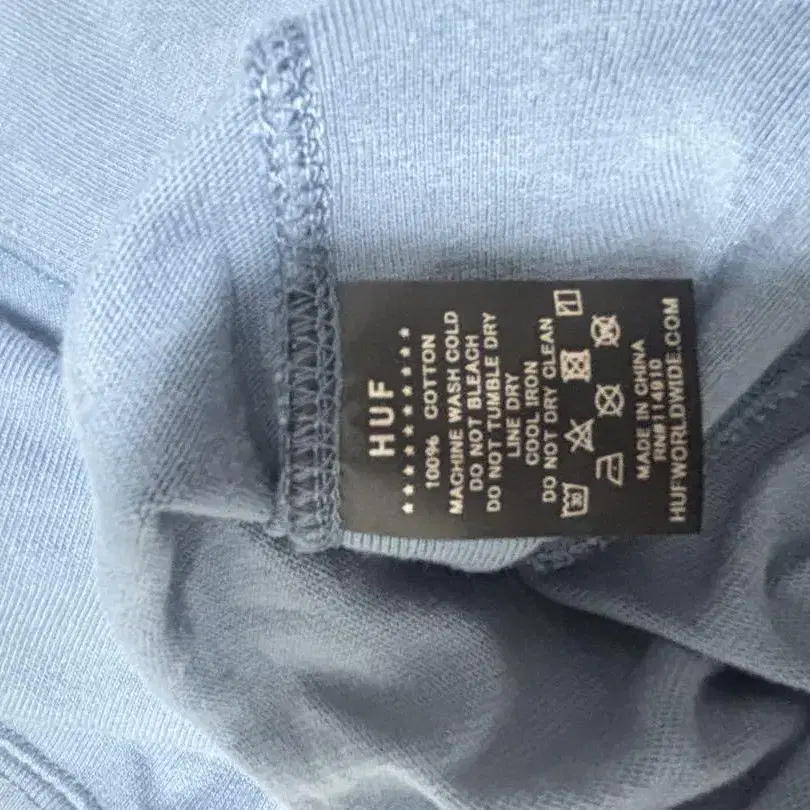 HUF
★★★★★★★★★★
100% COTTON
MACHINE WASH COLD
DO NOT BLEACH
DO NOT TUMBLE DRY
LINE DRY
COOL IRON
DO NOT DRY CLEAN
30
MADE IN CHINA
RN#114910
HUFWORLDWIDE.COM